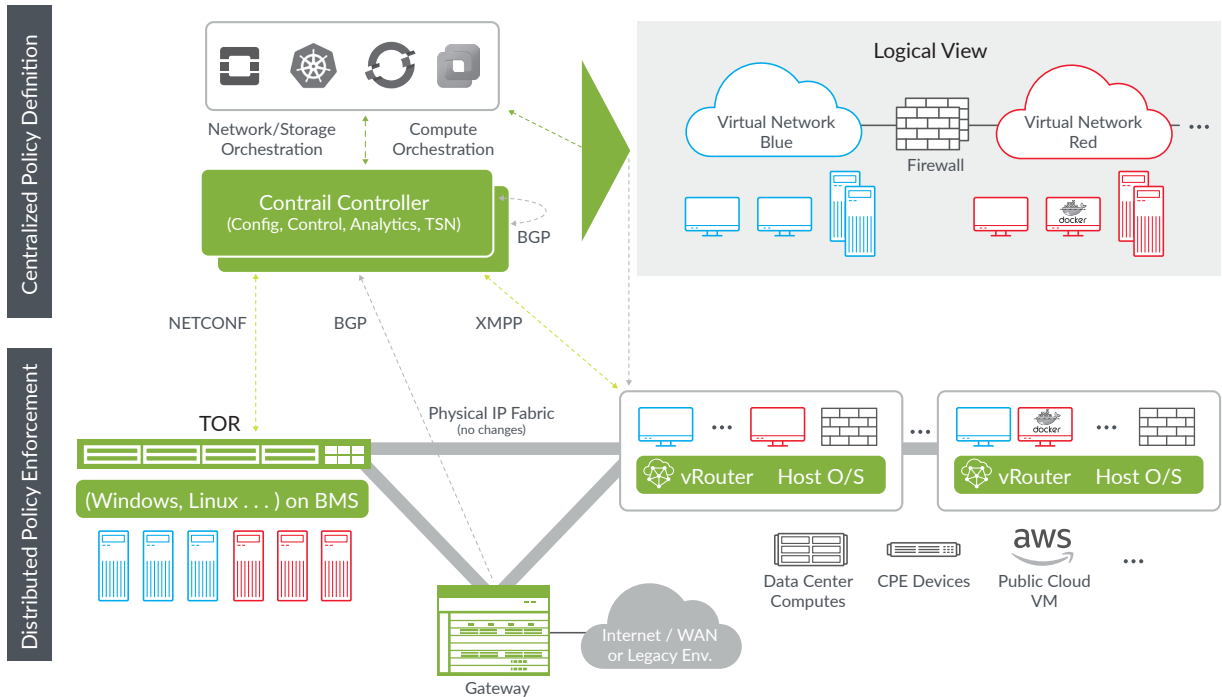 Centralized Policy Definition
Network/Storage
Orchestration
Compute
Orchestration
Contrail Controller
(Config, Control, Analytics, TSN)
BGP
Logical View
Virtual Network
Blue
Firewall
Virtual Network
Red
...
docker
NETCONF
BGP
XMPP
Distributed Policy Enforcement
TOR
Physical IP Fabric
(no changes)
(Windows, Linux . . . ) on BMS
...
vRouter Host O/S
...
docker
...
vRouter Host O/S
Gateway
Internet / WAN
or Legacy Env.
Data Center
Computes
CPE Devices
aws
Public Cloud
VM
...